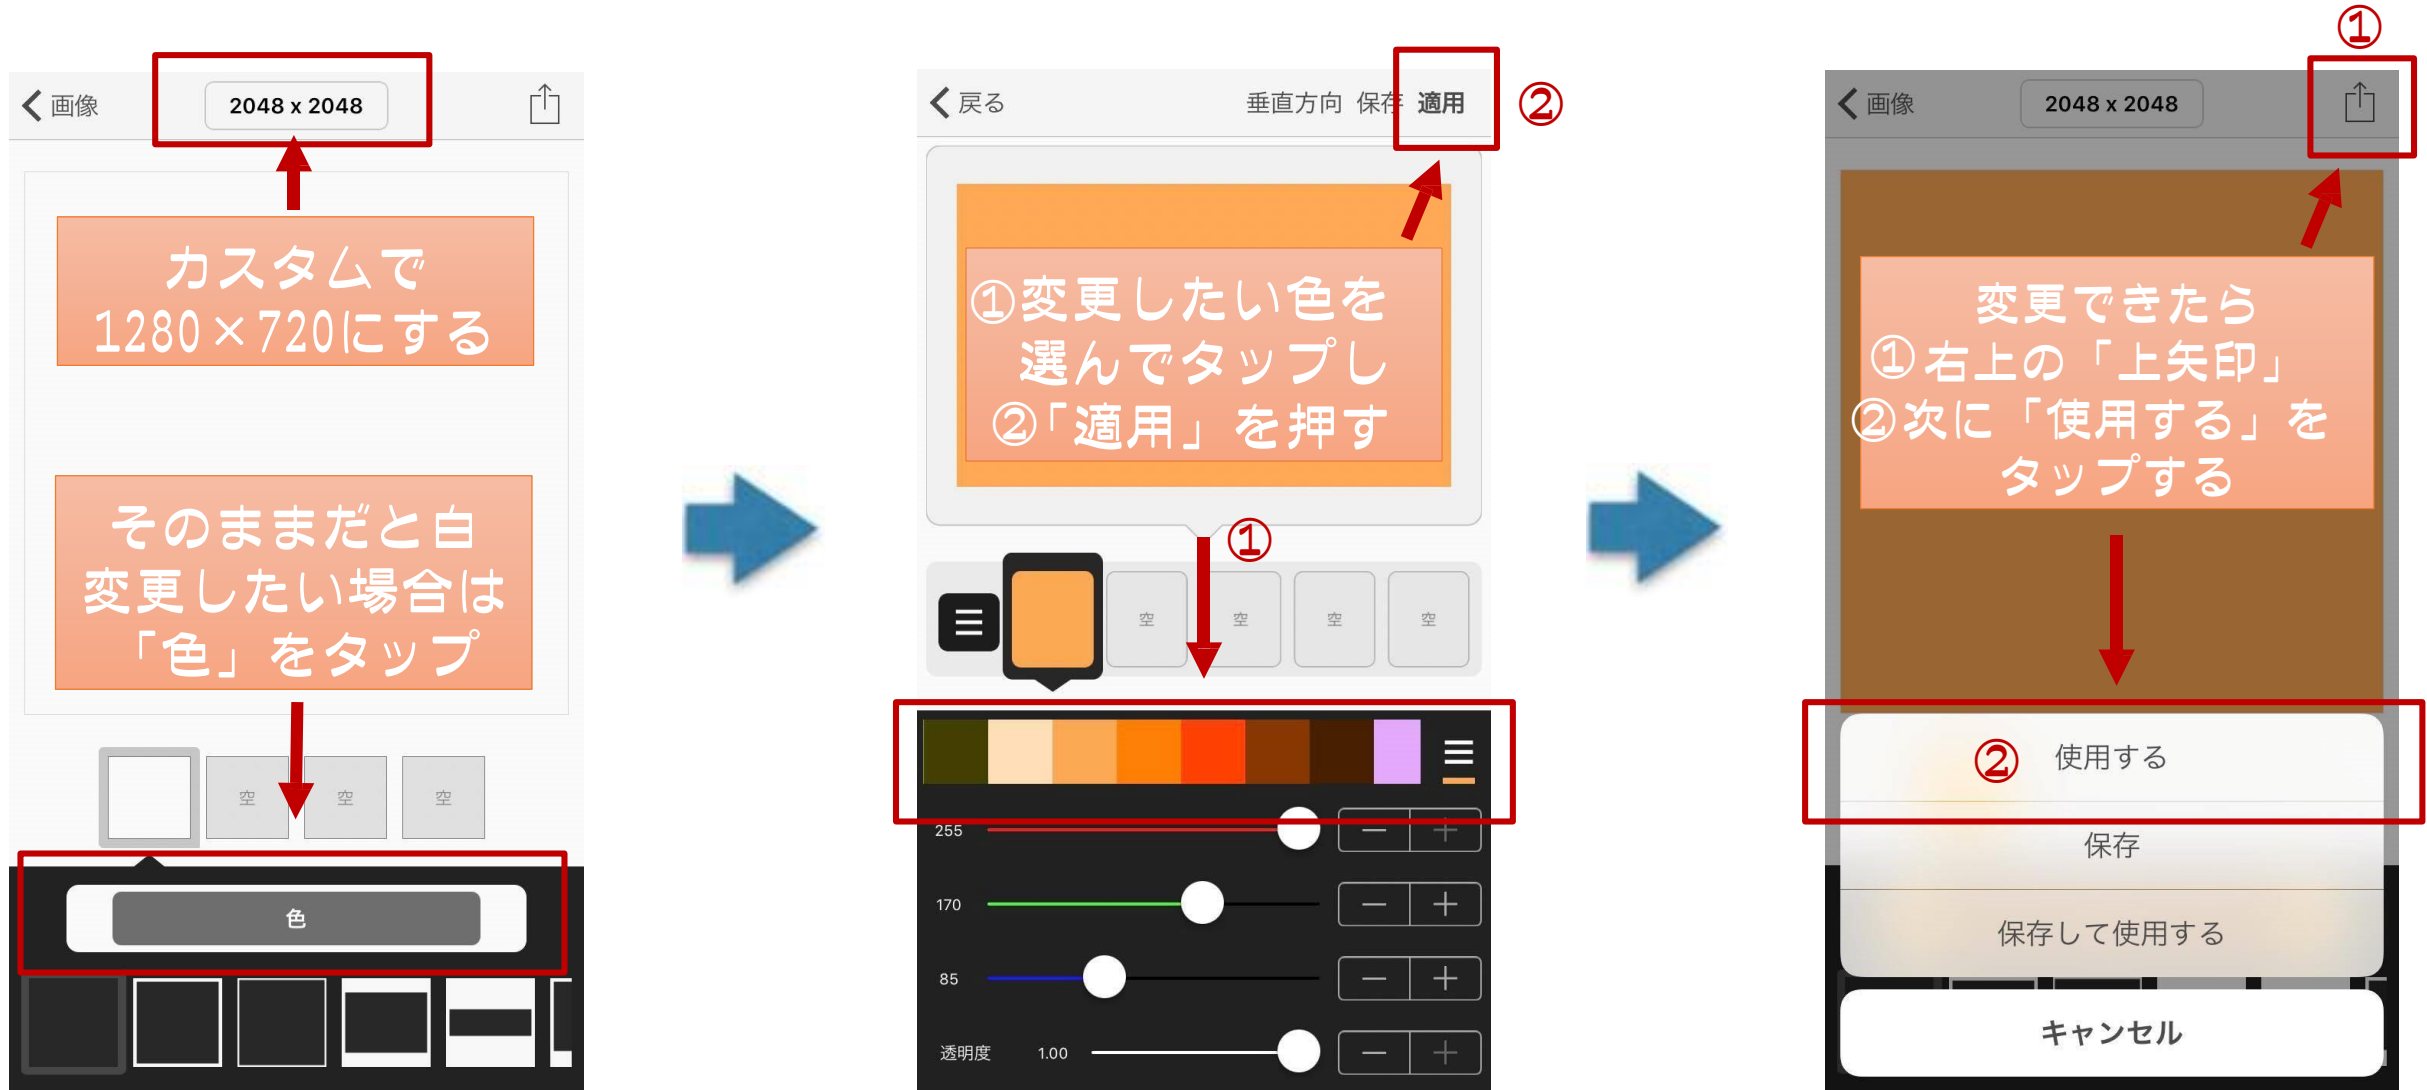 画像
2048 x 2048
カスタムで
1280×720にする
そのままだと白
変更したい場合は
「色」をタップ
空 空 空
色
戻る
垂直方向 保存 適用
②
①変更したい色を
選んでタップし
②「適用」を押す
①
空 空 空 空
255
170
85
透明度 1.00
①
画像
2048 x 2048
変更できたら
①右上の「上矢印」
②次に「使用する」を
タップする
② 使用する
保存
保存して使用する
キャンセル